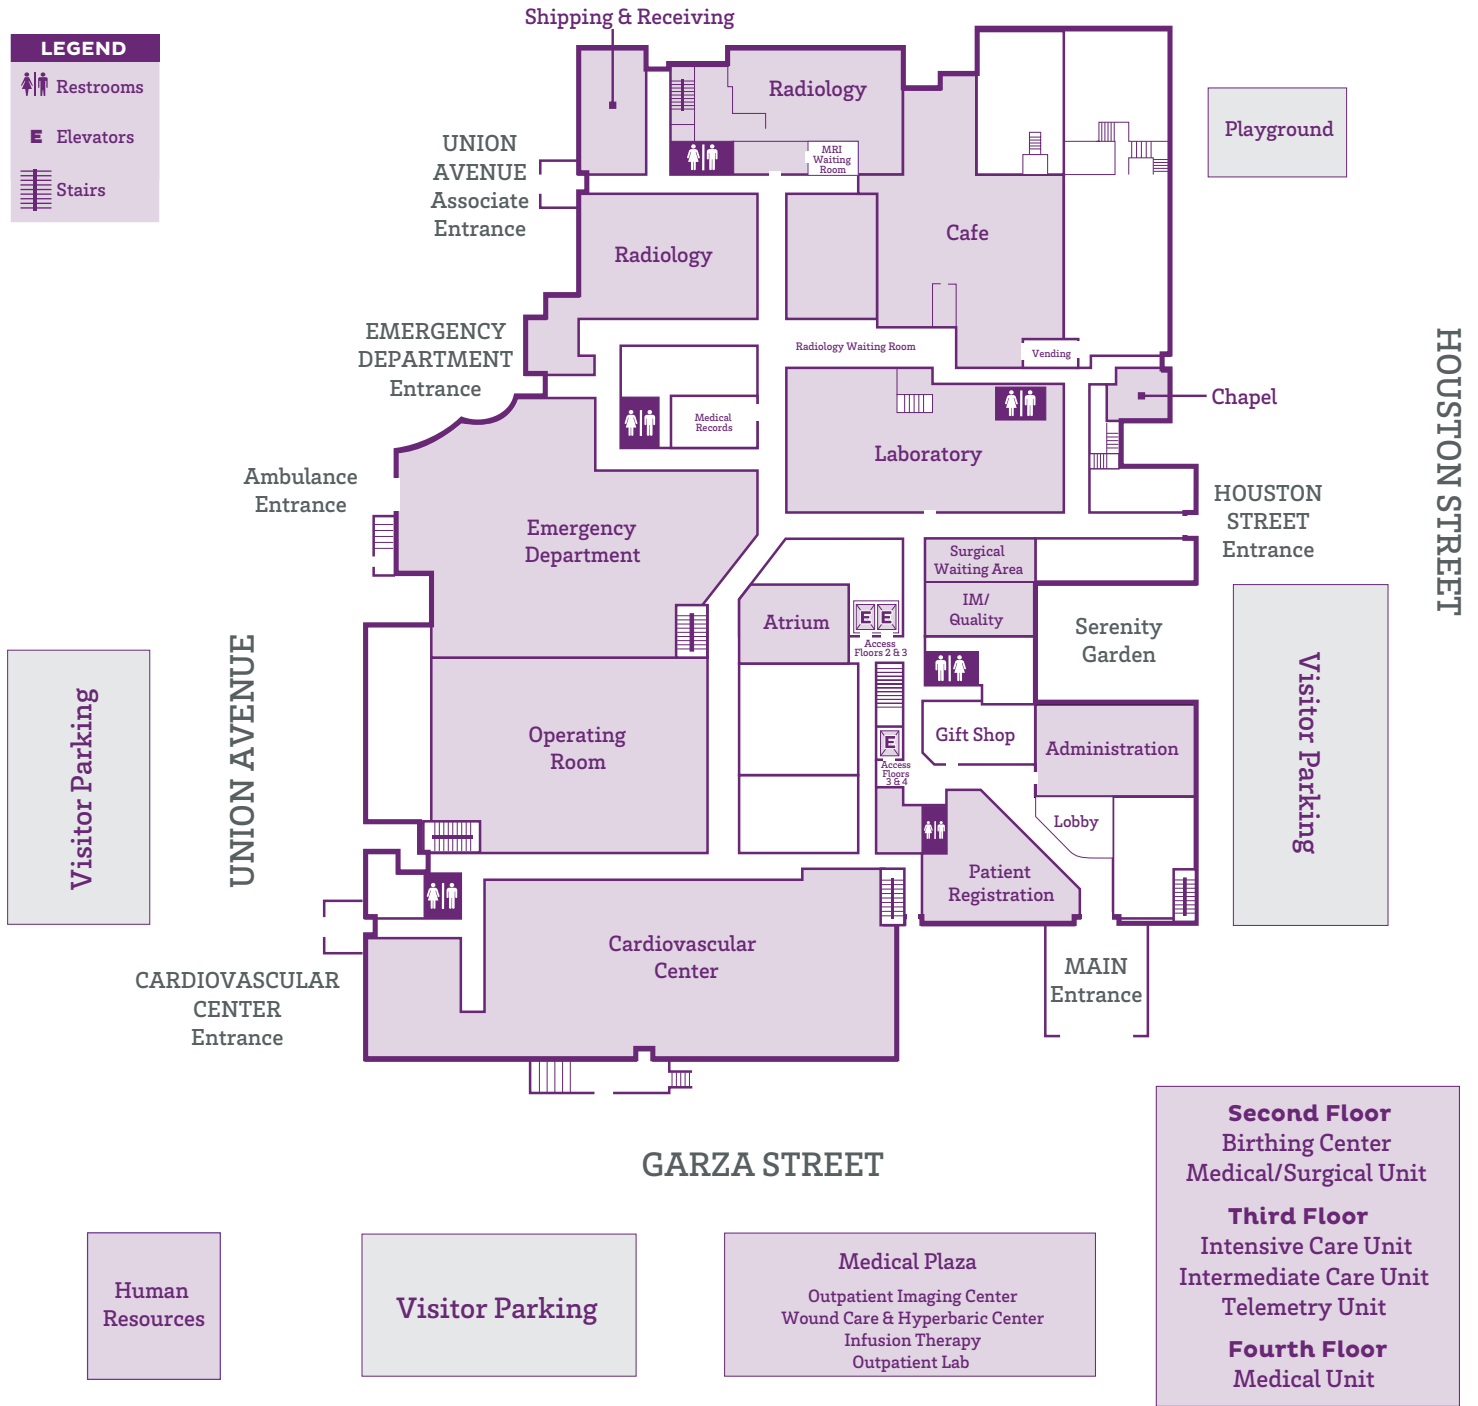 Shipping & Receiving
LEGEND
Restrooms
E Elevators
Stairs
Radiology
MRI
Waiting
Room
Playground
UNION
AVENUE
Associate
Entrance
Radiology
Cafe
EMERGENCY
DEPARTMENT
Entrance
Radiology Waiting Room
Vending
Chapel
Medical
Records
Laboratory
HOUSTON STREET
Ambulance
Entrance
HOUSTON
STREET
Entrance
Emergency
Department
Surgical
Waiting Area
IM/
Quality
Atrium
E E
Access
Floors 2 & 3
Serenity
Garden
Visitor Parking
UNION AVENUE
Operating
Room
Gift Shop
Administration
Visitor Parking
E
Access
Floors
3 & 4
Lobby
Patient
Registration
Cardiovascular
Center
CARDIOVASCULAR
CENTER
Entrance
MAIN
Entrance
GARZA STREET
Human
Resources
Visitor Parking
Medical Plaza
Outpatient Imaging Center
Wound Care & Hyperbaric Center
Infusion Therapy
Outpatient Lab
Second Floor
Birthing Center
Medical/Surgical Unit
Third Floor
Intensive Care Unit
Intermediate Care Unit
Telemetry Unit
Fourth Floor
Medical Unit